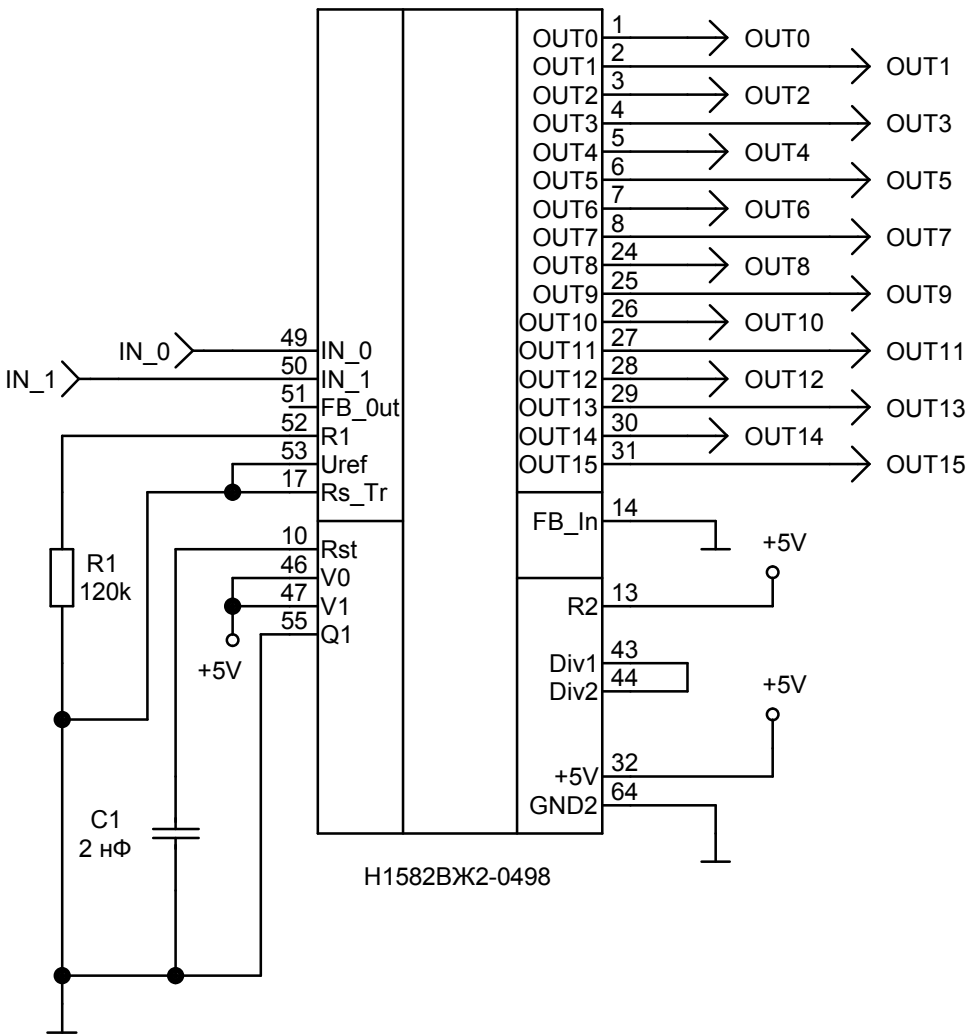 OUT0 1 OUT0
OUT1 2 OUT1
OUT2 3 OUT2
OUT3 4 OUT3
OUT4 5 OUT4
OUT5 6 OUT5
OUT6 7 OUT6
OUT7 8 OUT7
OUT8 24 OUT8
OUT9 25 OUT9
OUT10 26 OUT10
IN_0 49 IN_0 OUT11 27 OUT11
IN_1 50 IN_1 OUT12 28 OUT12
51 FB_0ut OUT13 29 OUT13
52 R1 OUT14 30 OUT14
53 Uref OUT15 31 OUT15
17 Rs_Tr
FB_In 14
10 Rst
+5V
46 V0
R1
120k
47 V1 R2 13
55 Q1
+5V
Div1 43
Div2 44
+5V
+5V 32
GND2 64
C1
2 нФ
Н1582ВЖ2-0498